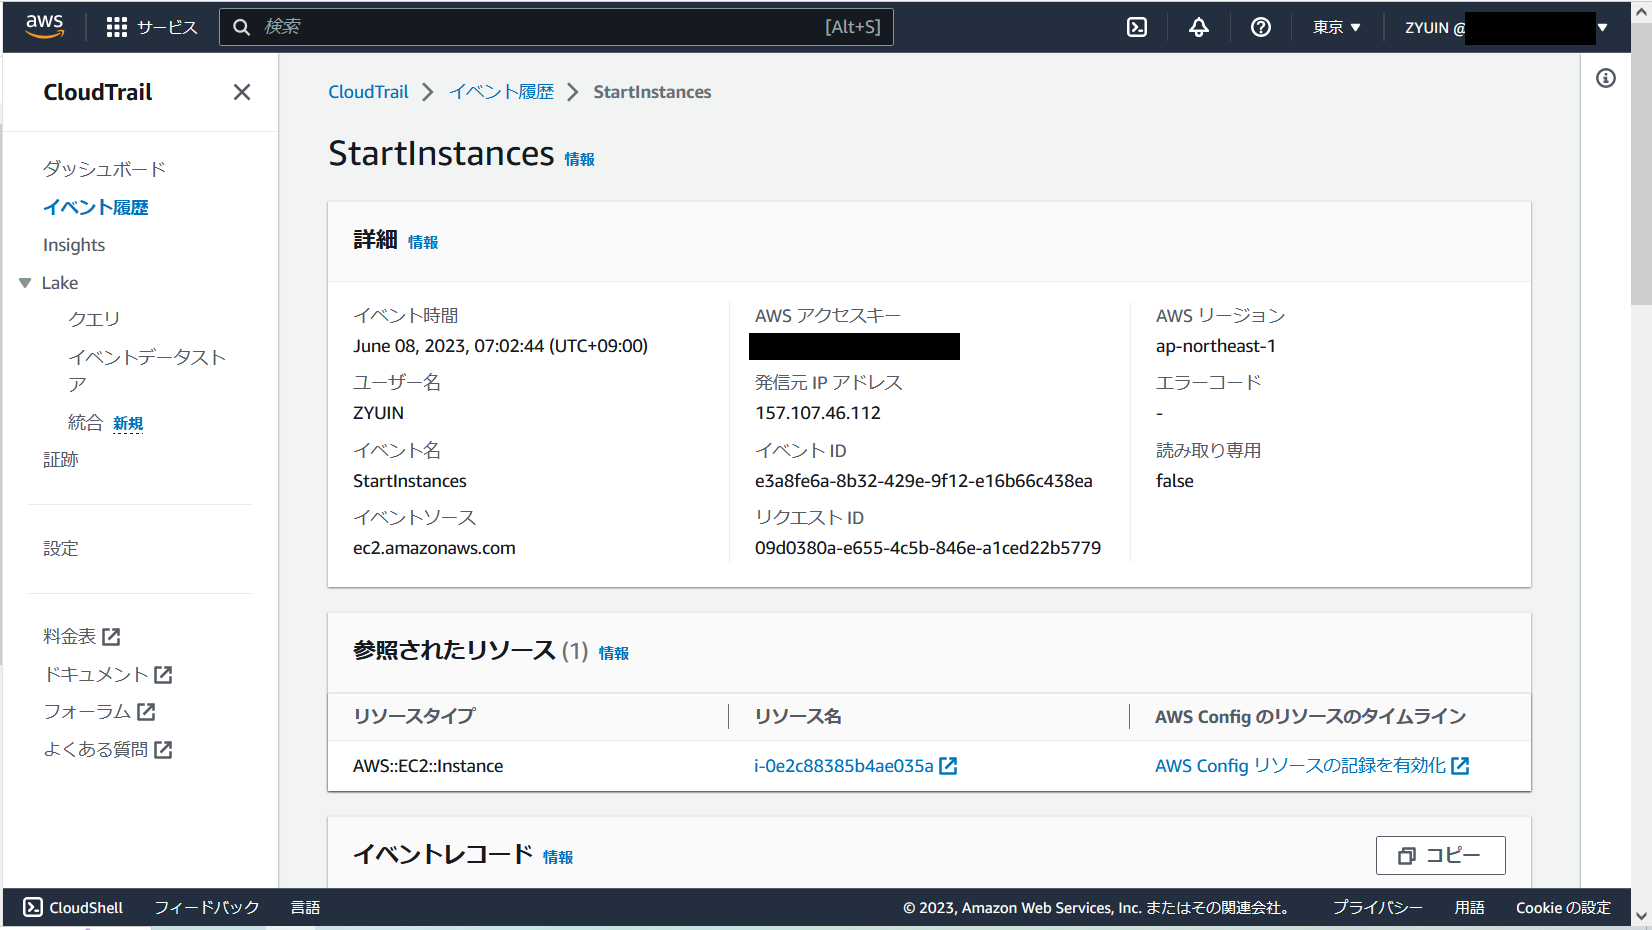 aws
サービス
検索
[Alt+S]
東京
ZYUIN @
CloudTrail
ダッシュボード
イベント履歴
Insights
Lake
クエリ
イベントデータスト
ア
統合 新規
証跡
設定
料金表
ドキュメント
フォーラム
よくある質問
CloudTrail
イベント履歴
StartInstances
StartInstances 情報
詳細 情報
イベント時間
June 08, 2023, 07:02:44 (UTC+09:00)
ユーザー名
ZYUIN
イベント名
StartInstances
イベントソース
ec2.amazonaws.com
AWS アクセスキー
発信元 IP アドレス
157.107.46.112
イベント ID
e3a8fe6a-8b32-429e-9f12-e16b66c438ea
リクエスト ID
09d0380a-e655-4c5b-846e-a1ced22b5779
AWS リージョン
ap-northeast-1
エラーコード
-
読み取り専用
false
参照されたリソース (1) 情報
リソースタイプ
リソース名
AWS Config のリソースのタイムライン
AWS::EC2::Instance
i-0e2c88385b4ae035a
AWS Config リソースの記録を有効化
イベントレコード 情報
コピー
CloudShell
フィードバック
言語
© 2023, Amazon Web Services, Inc. またはその関連会社。
プライバシー
用語
Cookie の設定